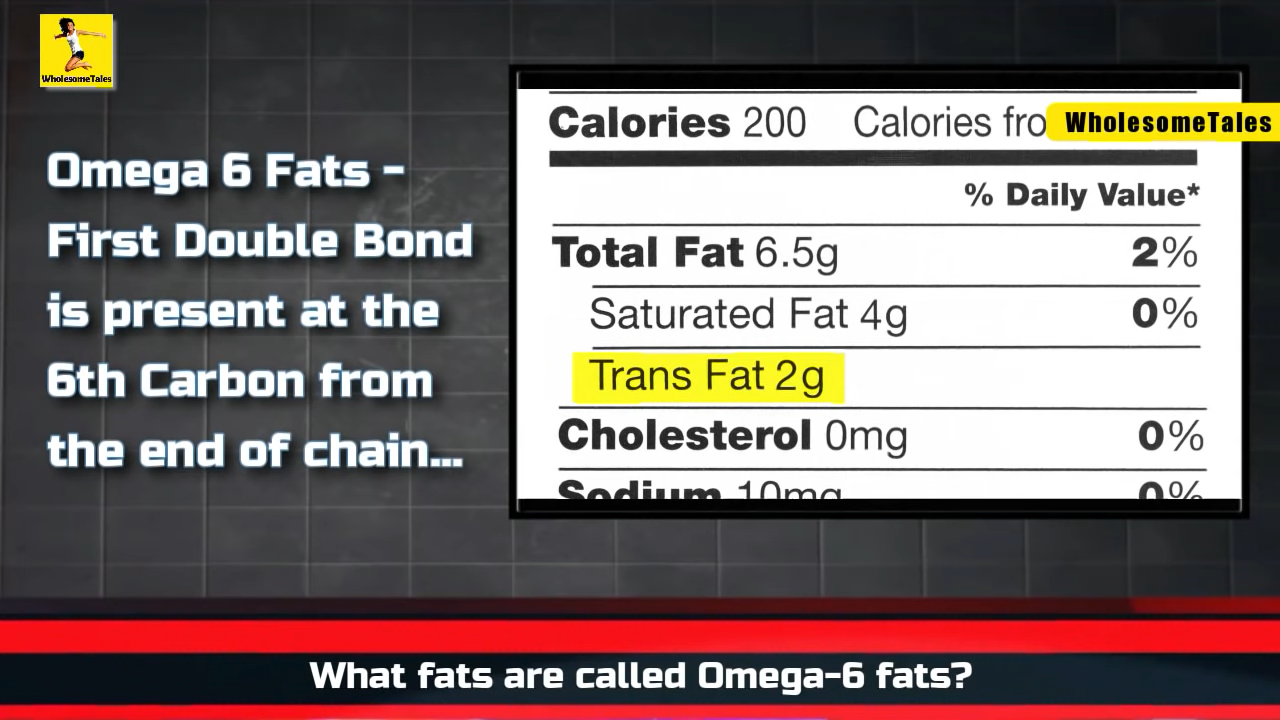 WholesomeTales
Omega 6 Fats -
First Double Bond
is present at the
6th Carbon from
the end of chain...
Calories 200 Calories fro
WholesomeTales
% Daily Value*
Total Fat 6.5g 2%
Saturated Fat 4g 0%
Trans Fat 2g
Cholesterol 0mg 0%
Sodium 10mg 0%
What fats are called Omega-6 fats?